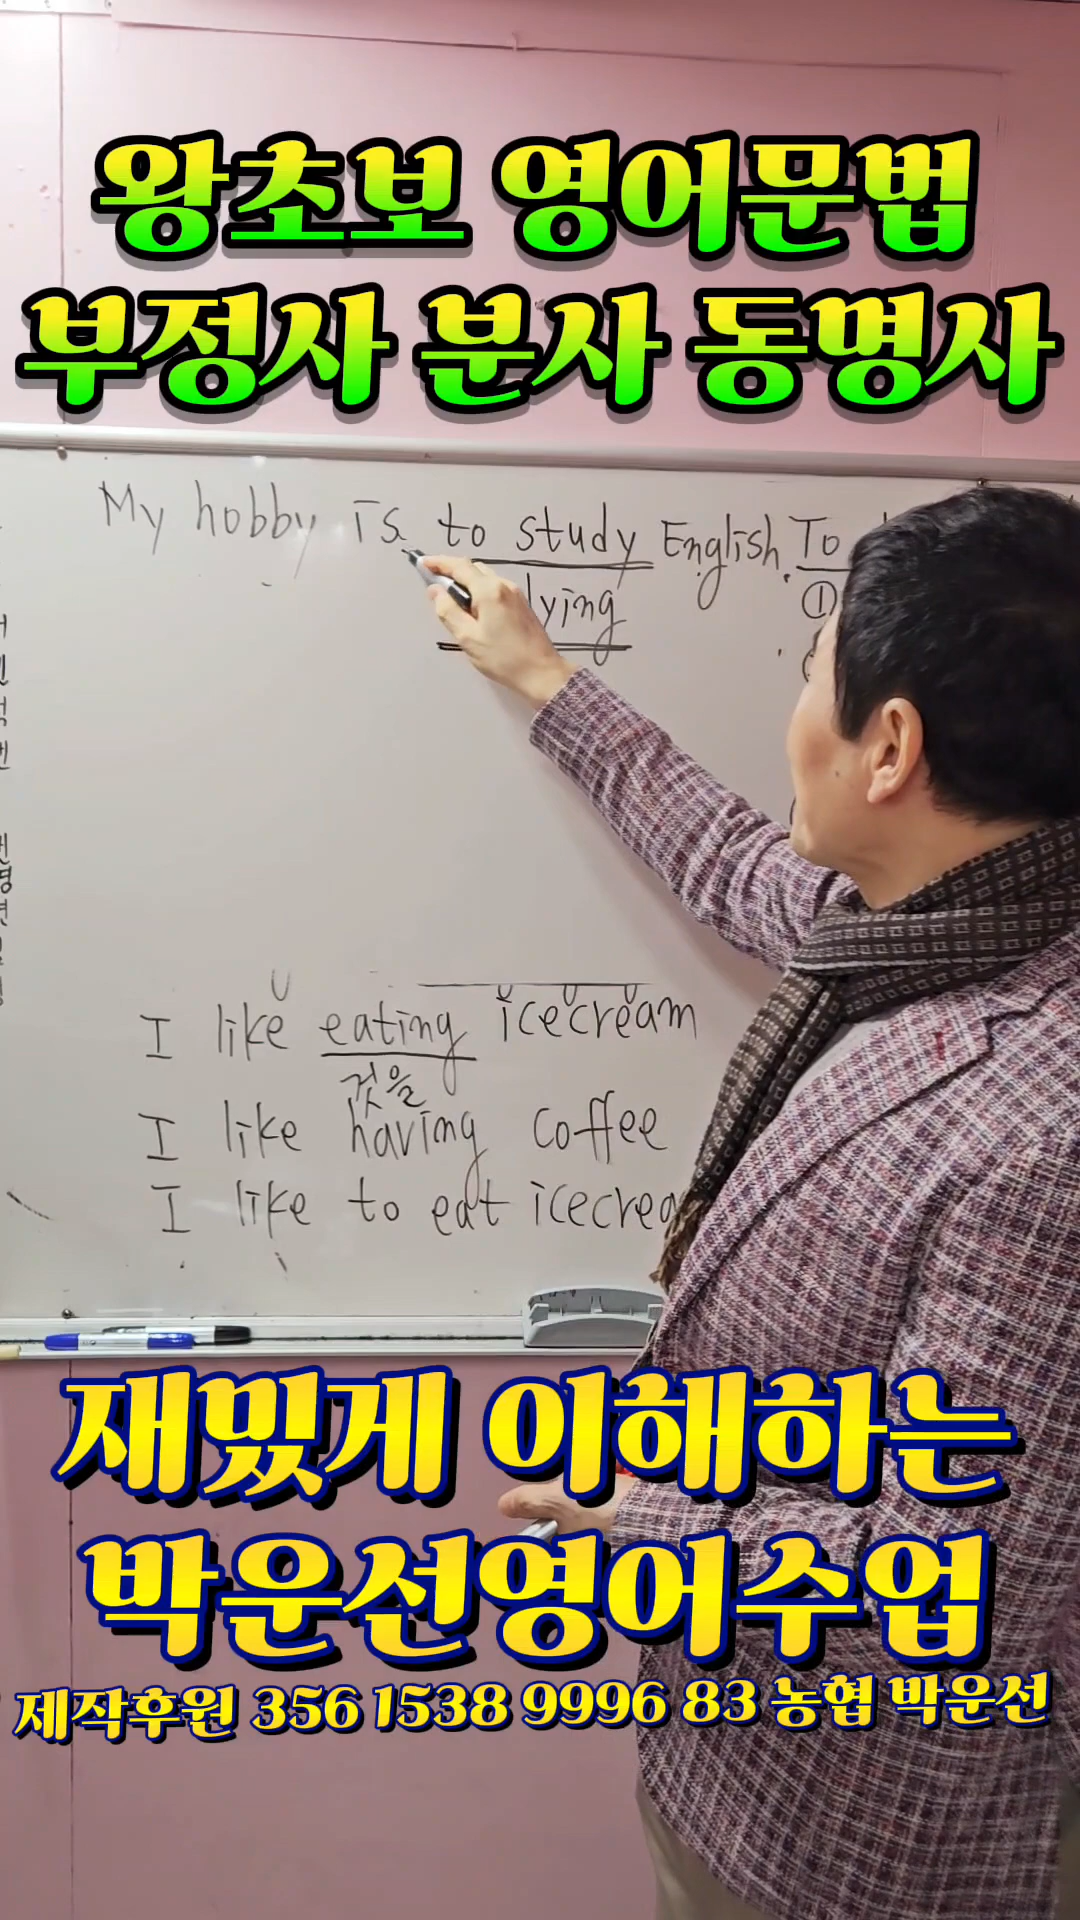 왕초보 영어문법
부정사 분사 동명사
My hobby is to study English. To
①
lying
I like eating icecream
것을
I like having coffee
I like to eat icecrea
재밌게 이해하는
박운선영어수업
제작후원 356 1538 9996 83 농협 박운선